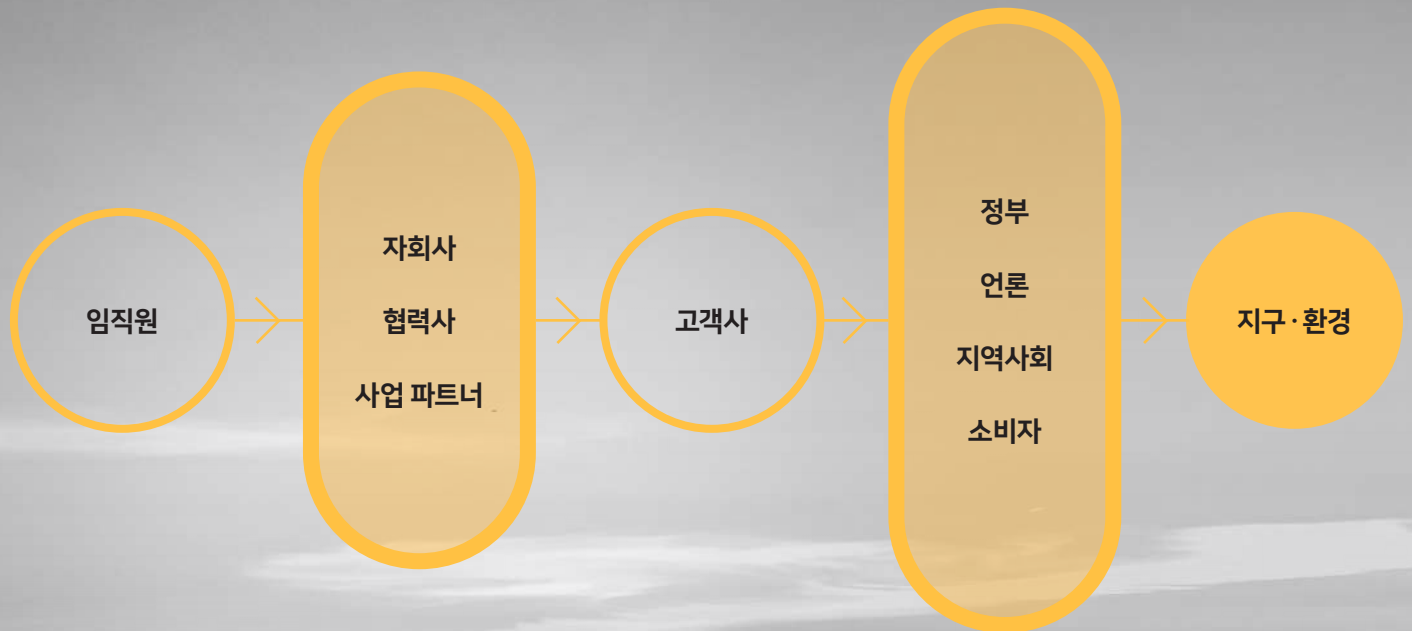 임직원
자회사
협력사
사업 파트너
고객사
정부
언론
지역사회
소비자
지구 · 환경